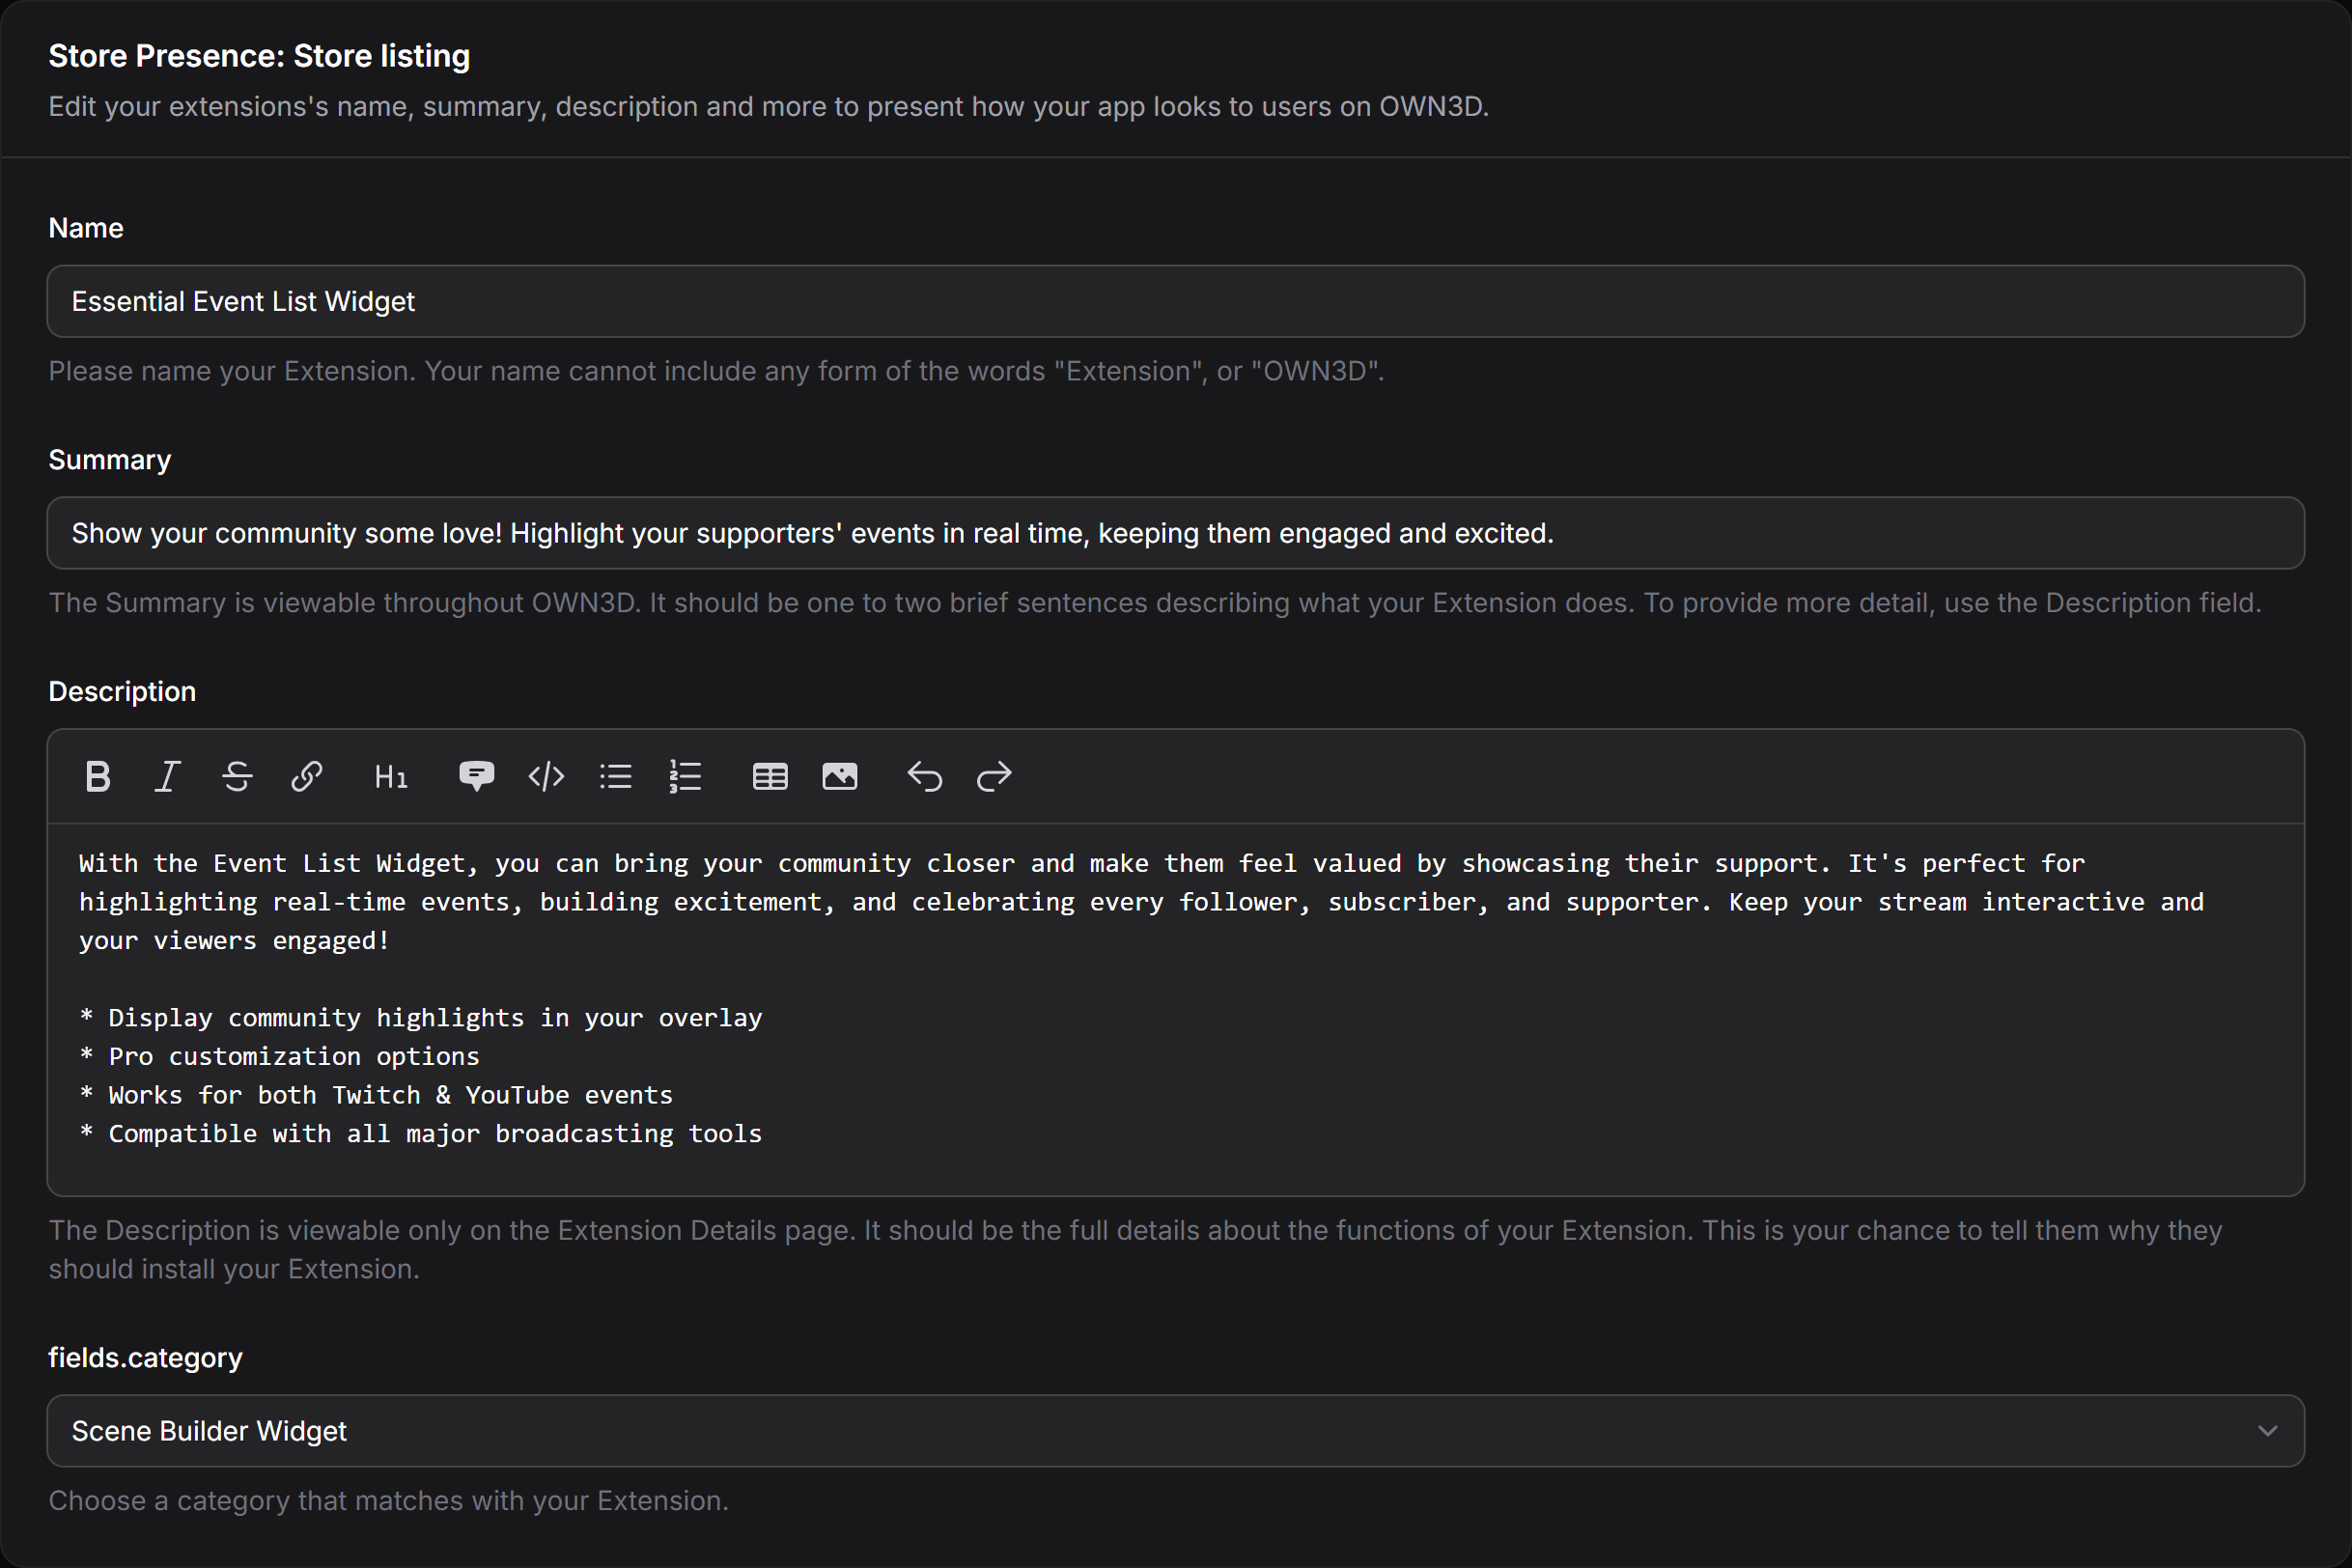 Store Presence: Store listing
Edit your extensions's name, summary, description and more to present how your app looks to users on OWN3D.
Name
Essential Event List Widget
Please name your Extension. Your name cannot include any form of the words "Extension", or "OWN3D".
Summary
Show your community some love! Highlight your supporters' events in real time, keeping them engaged and excited.
The Summary is viewable throughout OWN3D. It should be one to two brief sentences describing what your Extension does. To provide more detail, use the Description field.
Description
H1
With the Event List Widget, you can bring your community closer and make them feel valued by showcasing their support. It's perfect for
highlighting real-time events, building excitement, and celebrating every follower, subscriber, and supporter. Keep your stream interactive and
your viewers engaged!
* Display community highlights in your overlay
* Pro customization options
* Works for both Twitch & YouTube events
* Compatible with all major broadcasting tools
The Description is viewable only on the Extension Details page. It should be the full details about the functions of your Extension. This is your chance to tell them why they
should install your Extension.
fields.category
Scene Builder Widget
Choose a category that matches with your Extension.